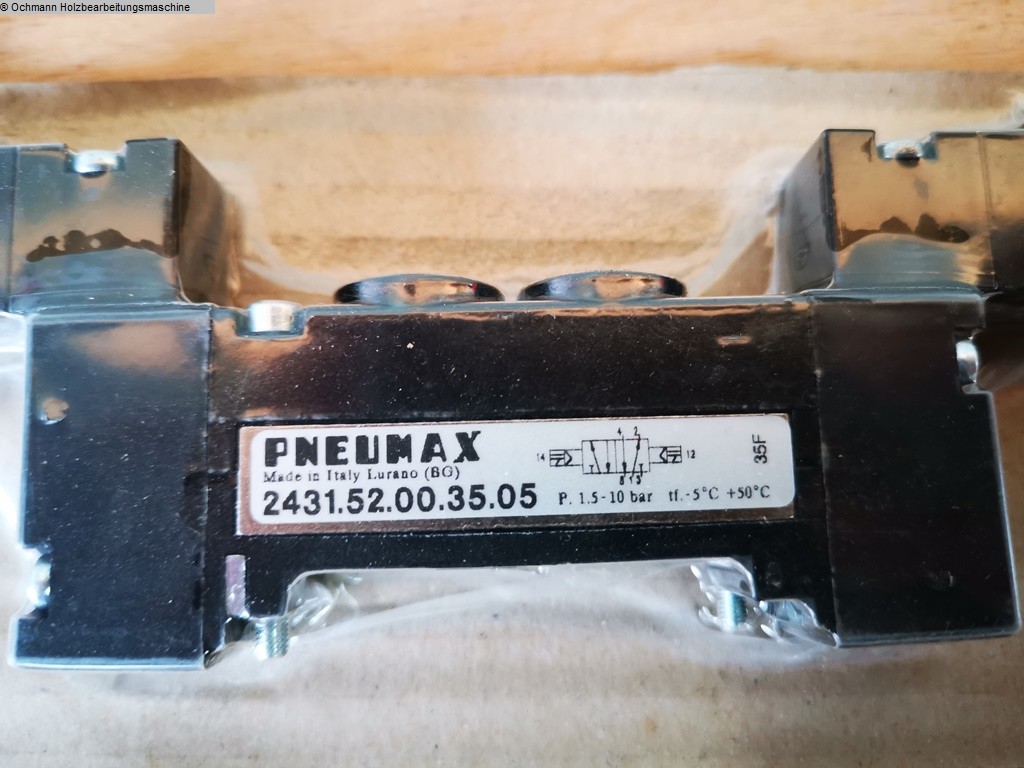 © Ochmann Holzbearbeitungsmaschine
PNEUMAX
Made in Italy Lurano (BG)
2431.52.00.35.05
4 2
14
12
5 1 3
P. 1.5-10 bar tf.-5°C +50°C
35F